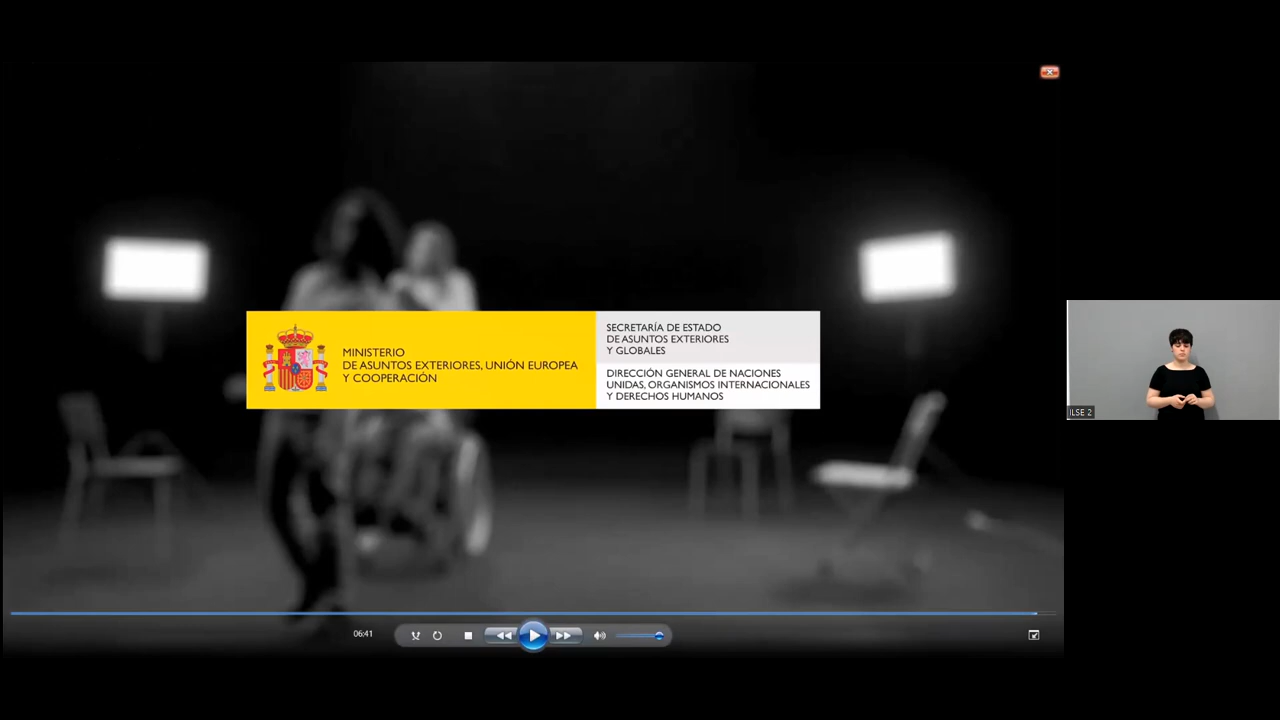 MINISTERIO
DE ASUNTOS EXTERIORES, UNIÓN EUROPEA
Y COOPERACIÓN
SECRETARÍA DE ESTADO
DE ASUNTOS EXTERIORES
Y GLOBALES
DIRECCIÓN GENERAL DE NACIONES
UNIDAS, ORGANISMOS INTERNACIONALES
Y DERECHOS HUMANOS
ILSE 2
06:41